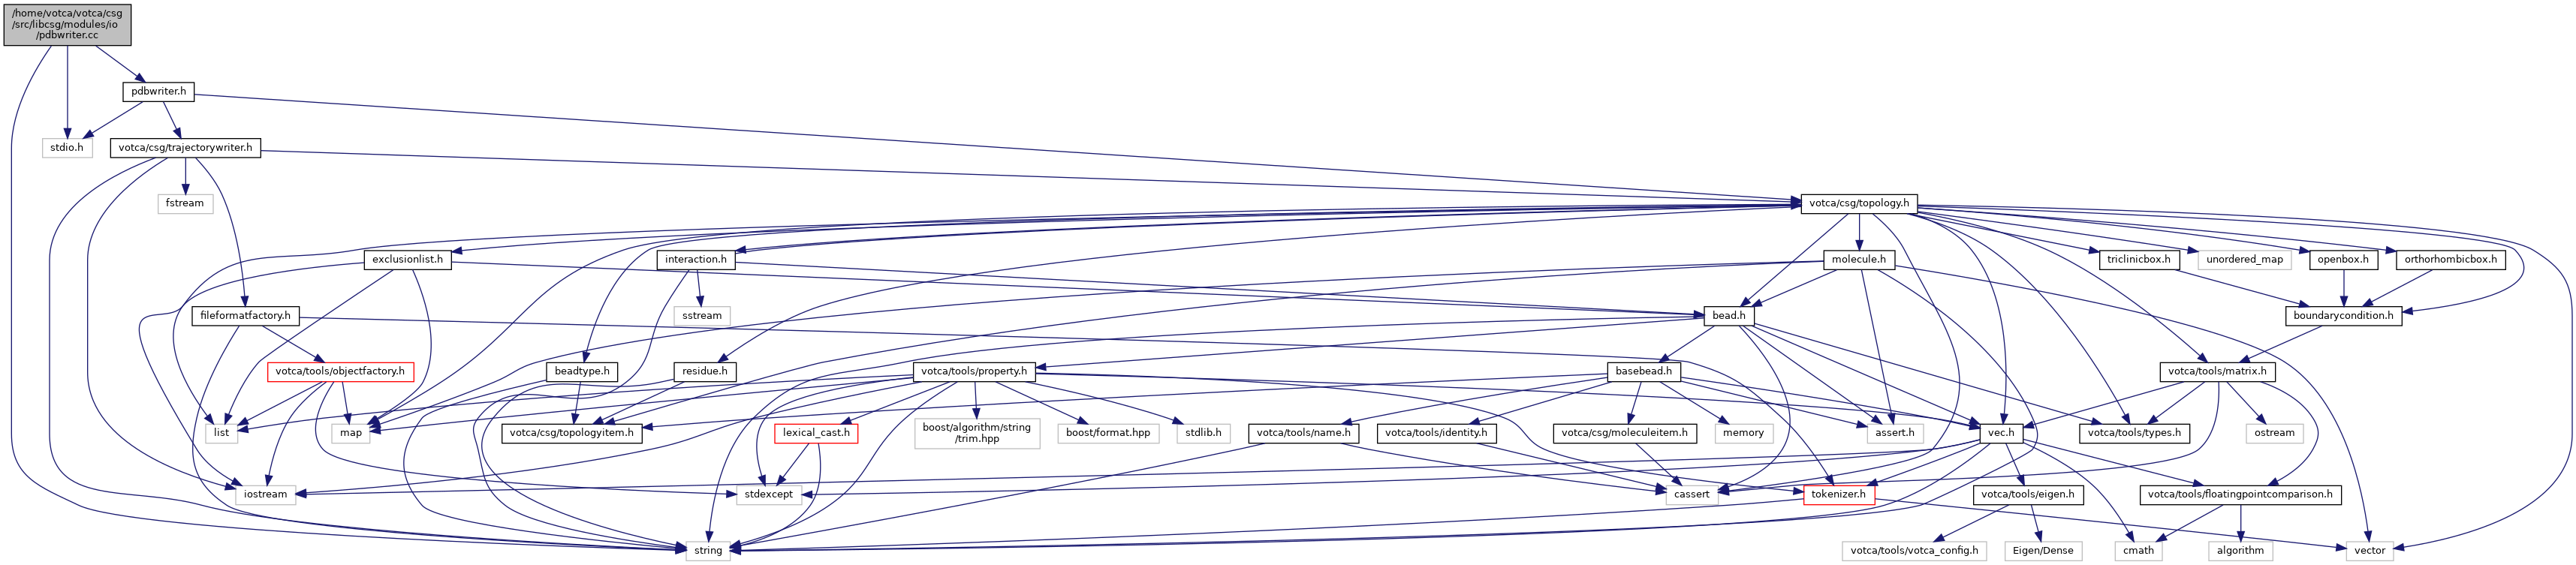 /home/votca/votca/csg
/src/libcsg/modules/io
/pdbwriter.cc
pdbwriter.h
stdio.h
votca/csg/trajectorywriter.h
fstream
votca/csg/topology.h
exclusionlist.h
interaction.h
molecule.h
triclinicbox.h
unordered_map
openbox.h
orthorhombicbox.h
fileformatfactory.h
sstream
bead.h
boundarycondition.h
votca/tools/objectfactory.h
beadtype.h
residue.h
votca/tools/property.h
basebead.h
votca/tools/matrix.h
list
map
votca/csg/topologyitem.h
lexical_cast.h
boost/algorithm/string
/trim.hpp
boost/format.hpp
stdlib.h
votca/tools/name.h
votca/tools/identity.h
votca/csg/moleculeitem.h
memory
assert.h
vec.h
votca/tools/types.h
ostream
iostream
stdexcept
cassert
tokenizer.h
votca/tools/eigen.h
votca/tools/floatingpointcomparison.h
string
votca/tools/votca_config.h
Eigen/Dense
cmath
algorithm
vector